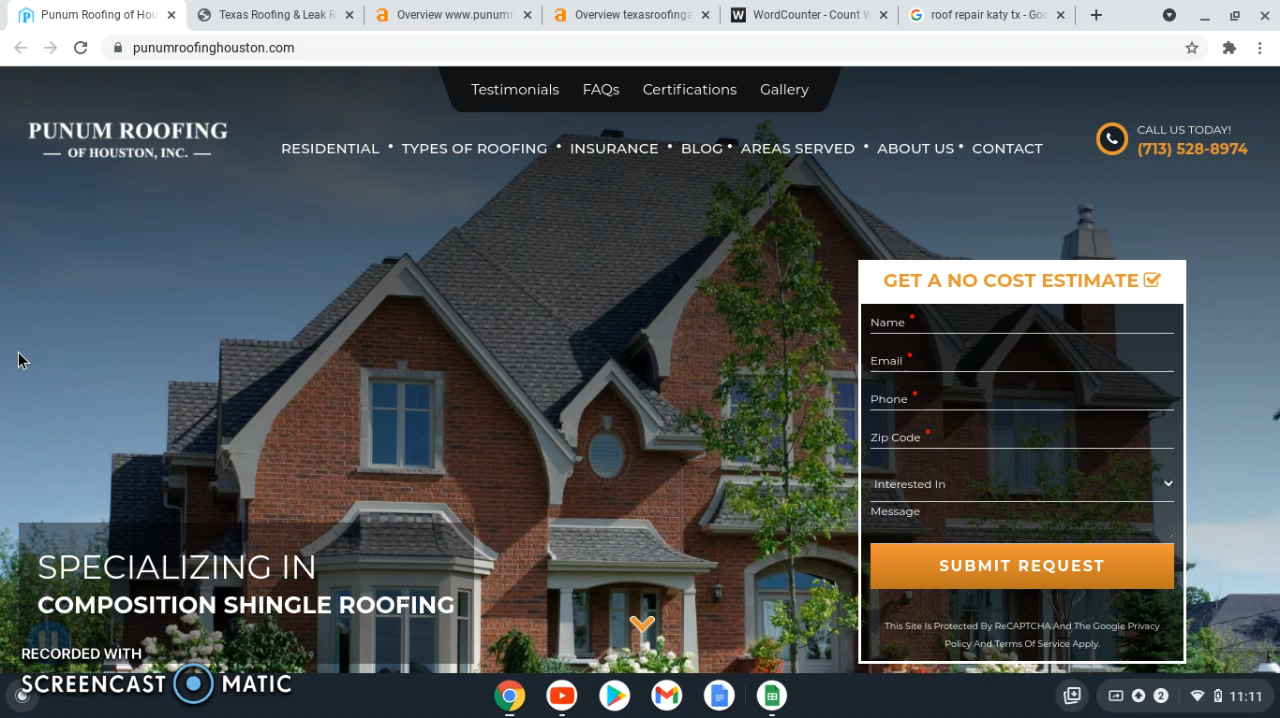 Punum Roofing of Hou
Texas Roofing & Leak R
Overview www.punumr
Overview texasroofinga
WordCounter - Count W
roof repair katy tx - Goo
punumroofinghouston.com
Testimonials FAQs Certifications Gallery
PUNUM ROOFING
OF HOUSTON, INC.
RESIDENTIAL • TYPES OF ROOFING • INSURANCE • BLOG • AREAS SERVED • ABOUT US • CONTACT
CALL US TODAY!
(713) 528-8974
GET A NO COST ESTIMATE
Name *
Email *
Phone *
Zip Code *
Interested In
Message
SUBMIT REQUEST
This Site Is Protected By ReCAPTCHA And The Google Privacy
Policy And Terms Of Service Apply.
SPECIALIZING IN
COMPOSITION SHINGLE ROOFING
RECORDED WITH
SCREENCAST MATIC
2
11:11